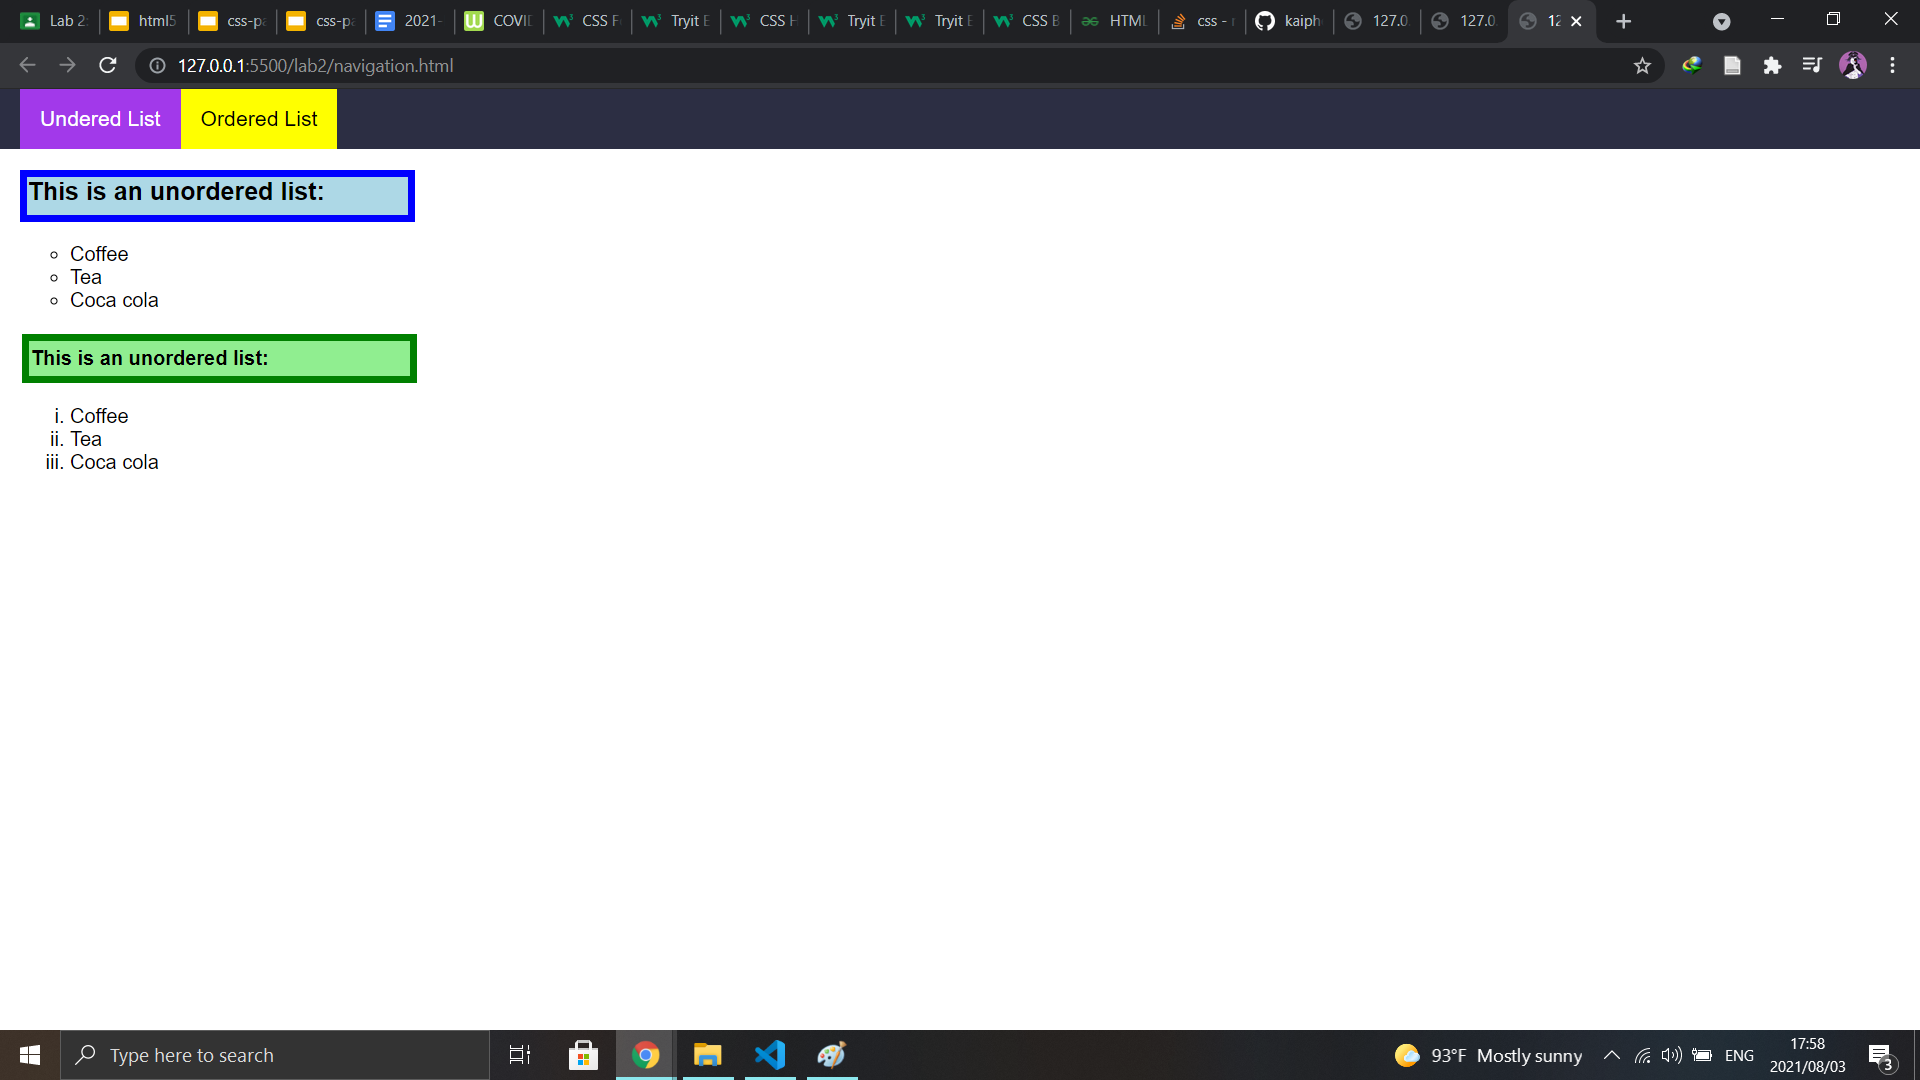 Lab 2: html5 css-pa css-pa 2021- COVID CSS F Tryit E CSS H Tryit E Tryit E CSS B HTML css - kaiph 127.0. 127.0. 12
127.0.0.1:5500/lab2/navigation.html
Undered List Ordered List
This is an unordered list:
Coffee
Tea
Coca cola
This is an unordered list:
i. Coffee
ii. Tea
iii. Coca cola
Type here to search 93°F Mostly sunny ENG 17:58
2021/08/03 3